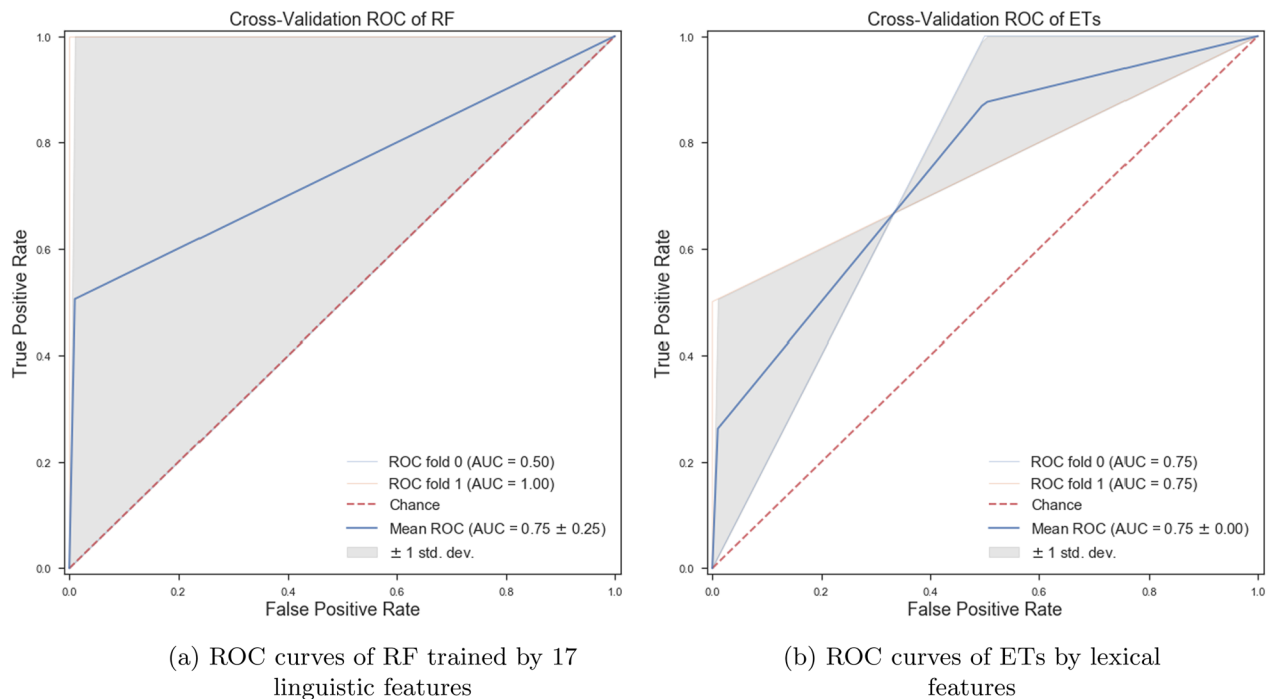 Cross-Validation ROC of RF
True Positive Rate
1.0
0.8
0.6
0.4
0.2
0.0
ROC fold 0 (AUC = 0.50)
ROC fold 1 (AUC = 1.00)
Chance
Mean ROC (AUC = 0.75 ± 0.25)
± 1 std. dev.
0.0 0.2 0.4 0.6 0.8 1.0
False Positive Rate
(a) ROC curves of RF trained by 17
linguistic features
Cross-Validation ROC of ETs
True Positive Rate
1.0
0.8
0.6
0.4
0.2
0.0
ROC fold 0 (AUC = 0.75)
ROC fold 1 (AUC = 0.75)
Chance
Mean ROC (AUC = 0.75 ± 0.00)
± 1 std. dev.
0.0 0.2 0.4 0.6 0.8 1.0
False Positive Rate
(b) ROC curves of ETs by lexical
features